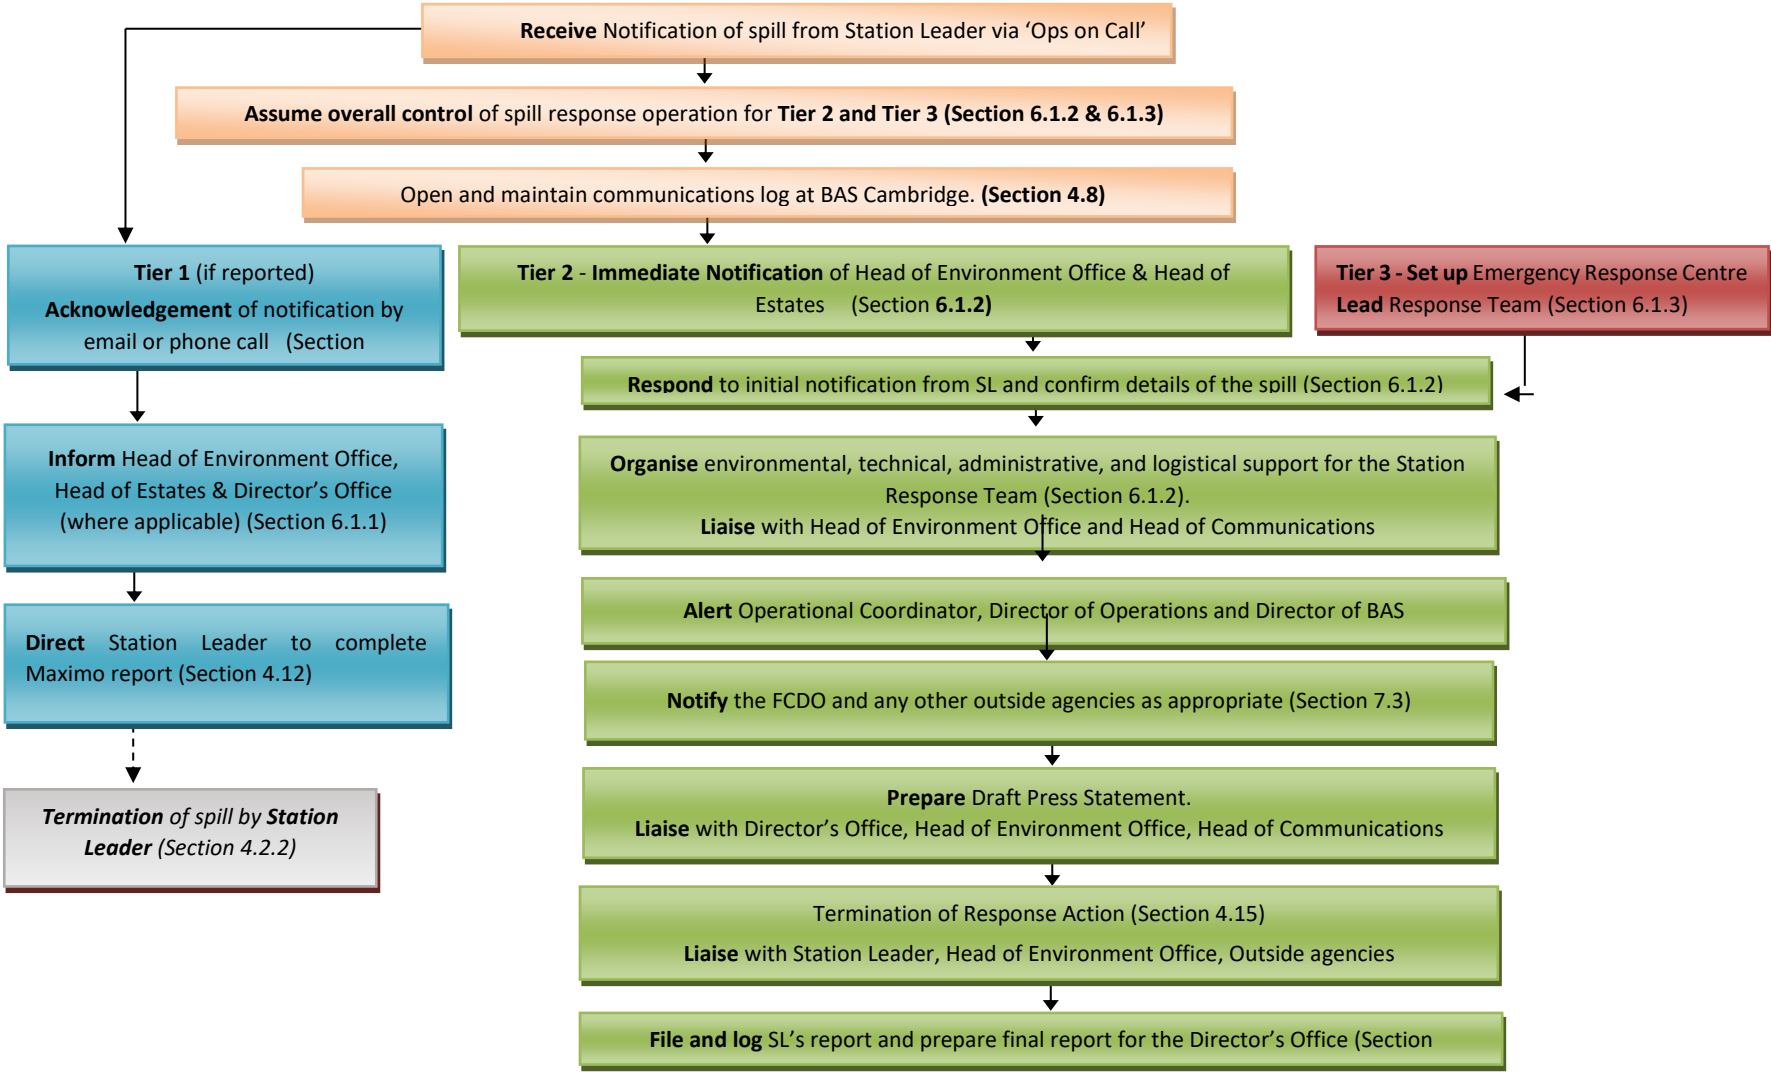 Receive Notification of spill from Station Leader via ‘Ops on Call’
Assume overall control of spill response operation for Tier 2 and Tier 3 (Section 6.1.2 & 6.1.3)
Open and maintain communications log at BAS Cambridge. (Section 4.8)
Tier 1 (if reported)
Acknowledgement of notification by
email or phone call (Section
Inform Head of Environment Office,
Head of Estates & Director’s Office
(where applicable) (Section 6.1.1)
Direct Station Leader to complete
Maximo report (Section 4.12)
Termination of spill by Station
Leader (Section 4.2.2)
Tier 2 - Immediate Notification of Head of Environment Office & Head of
Estates (Section 6.1.2)
Tier 3 - Set up Emergency Response Centre
Lead Response Team (Section 6.1.3)
Respond to initial notification from SL and confirm details of the spill (Section 6.1.2)
Organise environmental, technical, administrative, and logistical support for the Station
Response Team (Section 6.1.2).
Liaise with Head of Environment Office and Head of Communications
Alert Operational Coordinator, Director of Operations and Director of BAS
Notify the FCDO and any other outside agencies as appropriate (Section 7.3)
Prepare Draft Press Statement.
Liaise with Director’s Office, Head of Environment Office, Head of Communications
Termination of Response Action (Section 4.15)
Liaise with Station Leader, Head of Environment Office, Outside agencies
File and log SL’s report and prepare final report for the Director’s Office (Section